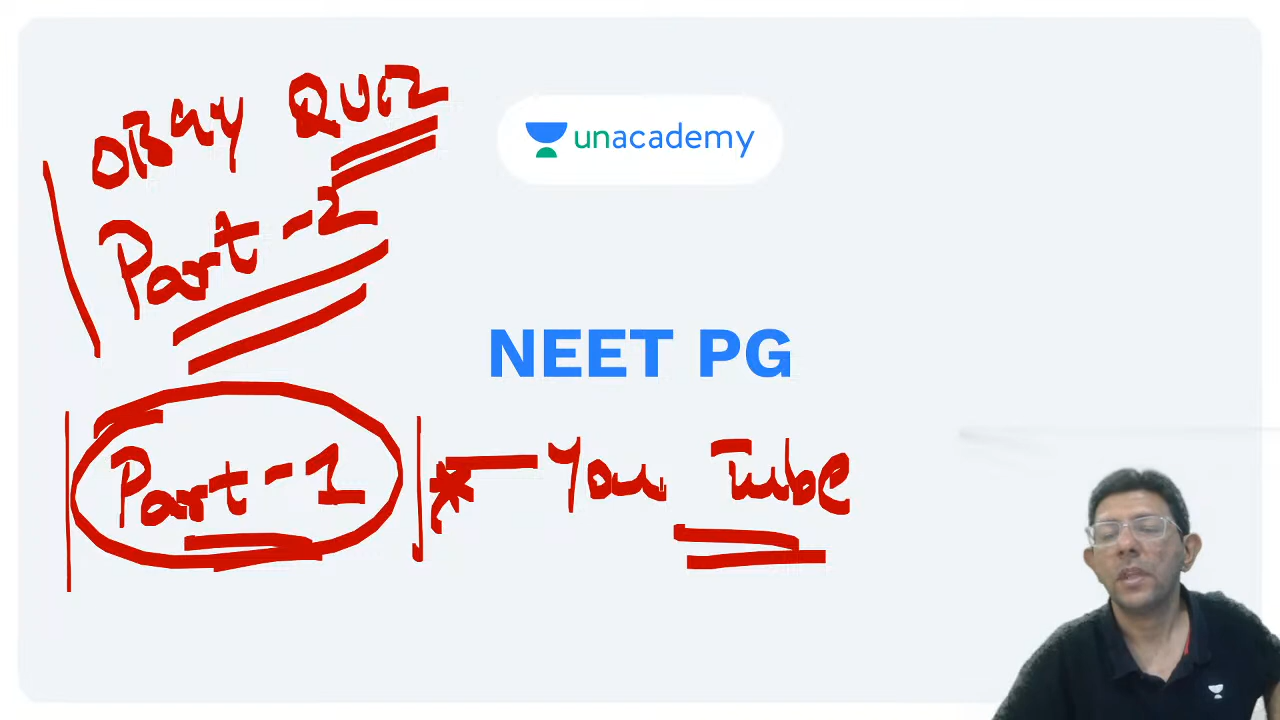 OBGY QUIZ
Part-2
unacademy
NEET PG
Part-1 * — You Tube